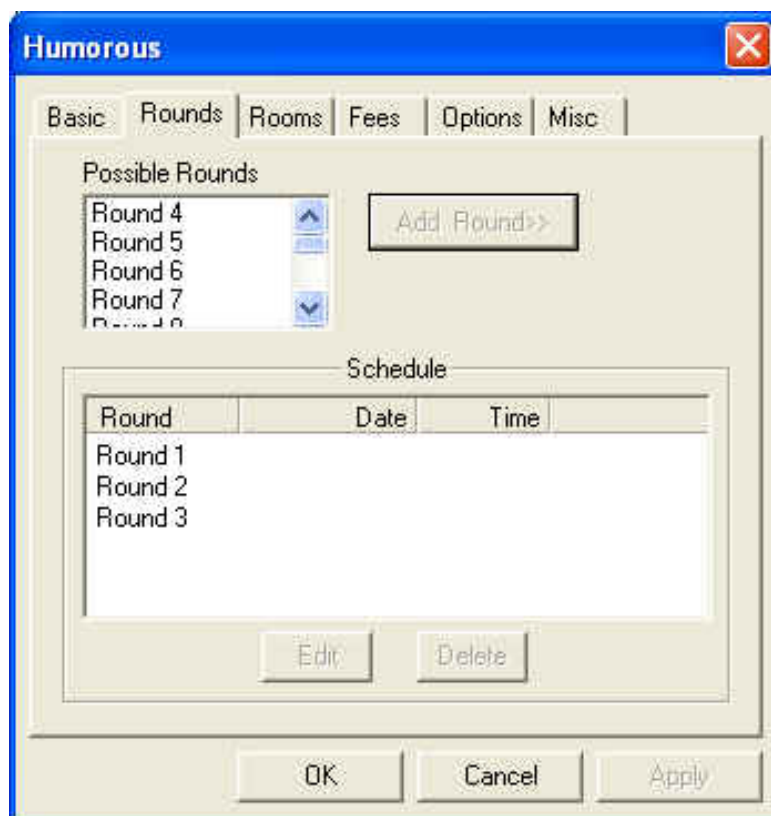 Humorous
Basic Rounds Rooms Fees Options Misc
Possible Rounds
Round 4
Round 5
Round 6
Round 7
Add Round>>
Schedule
Round Date Time
Round 1
Round 2
Round 3
Edit Delete
OK Cancel Apply